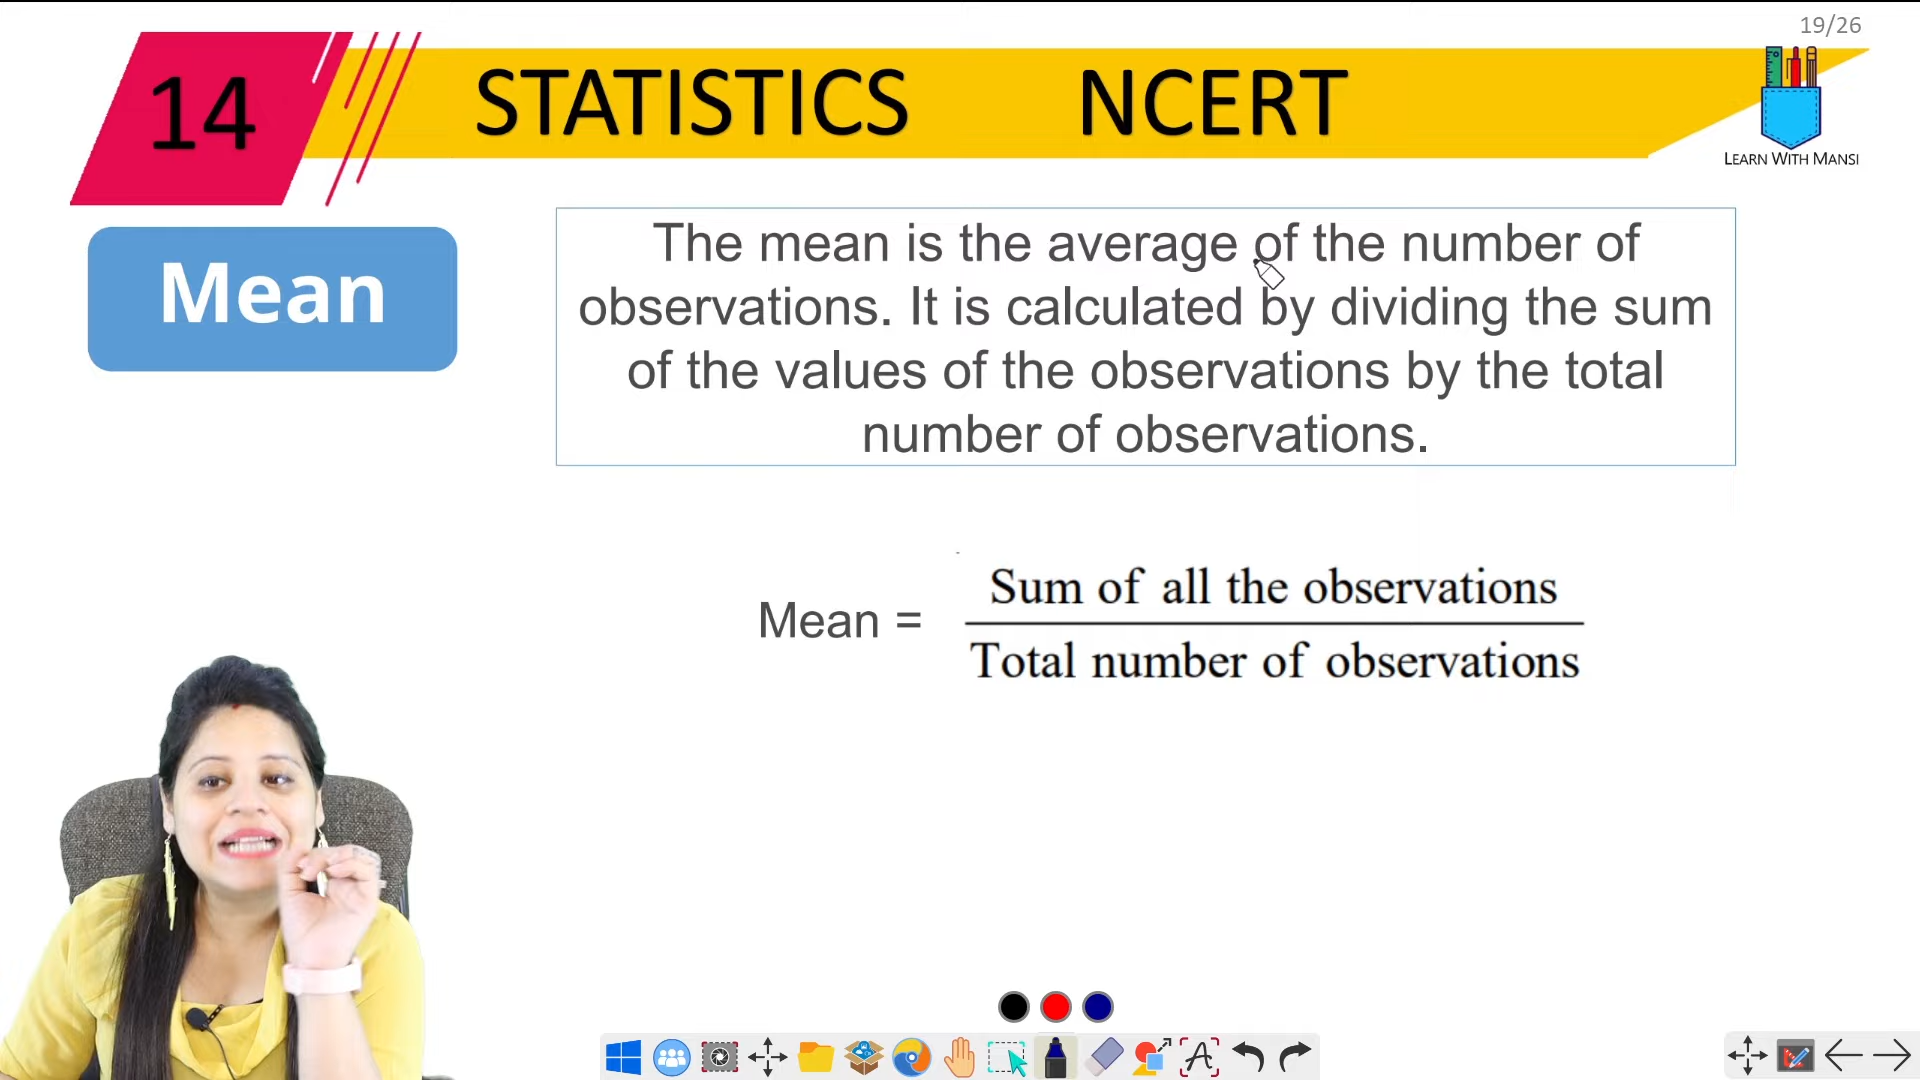 19/26
14 STATISTICS NCERT
LEARN WITH MANSI
Mean
The mean is the average of the number of
observations. It is calculated by dividing the sum
of the values of the observations by the total
number of observations.
Mean = Sum of all the observations
Total number of observations